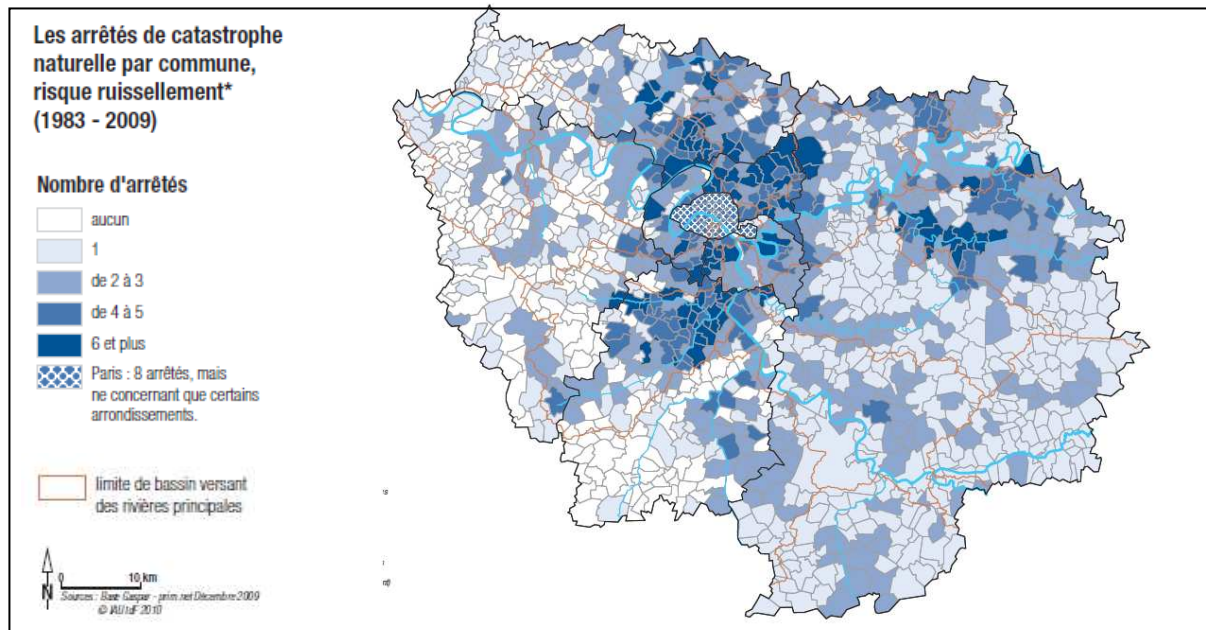 Les arrêtés de catastrophe
naturelle par commune,
risque ruissellement*
(1983 - 2009)
Nombre d'arrêtés
aucun
1
de 2 à 3
de 4 à 5
6 et plus
Paris : 8 arrêtés, mais
ne concernant que certains
arrondissements.
limite de bassin versant
des rivières principales
N
0 10 km
Sources : Base Gaspar - prim.net Décembre 2009
© IAU IdF 2010